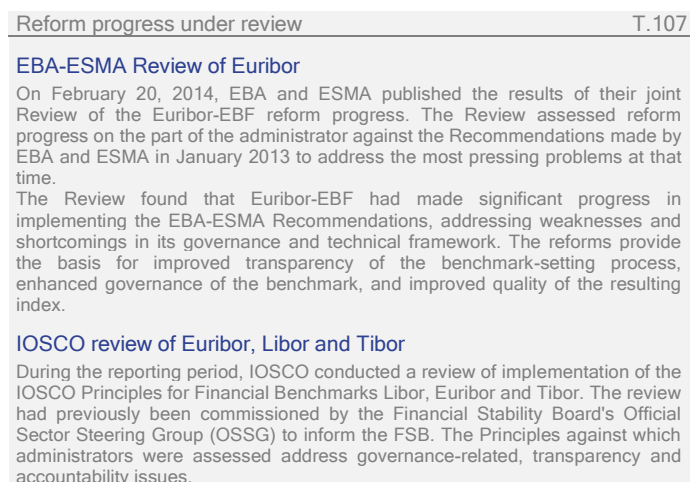 Reform progress under review T.107
EBA-ESMA Review of Euribor
On February 20, 2014, EBA and ESMA published the results of their joint
Review of the Euribor-EBF reform progress. The Review assessed reform
progress on the part of the administrator against the Recommendations made by
EBA and ESMA in January 2013 to address the most pressing problems at that
time.
The Review found that Euribor-EBF had made significant progress in
implementing the EBA-ESMA Recommendations, addressing weaknesses and
shortcomings in its governance and technical framework. The reforms provide
the basis for improved transparency of the benchmark-setting process,
enhanced governance of the benchmark, and improved quality of the resulting
index.
IOSCO review of Euribor, Libor and Tibor
During the reporting period, IOSCO conducted a review of implementation of the
IOSCO Principles for Financial Benchmarks Libor, Euribor and Tibor. The review
had previously been commissioned by the Financial Stability Board's Official
Sector Steering Group (OSSG) to inform the FSB. The Principles against which
administrators were assessed address governance-related, transparency and
accountability issues.